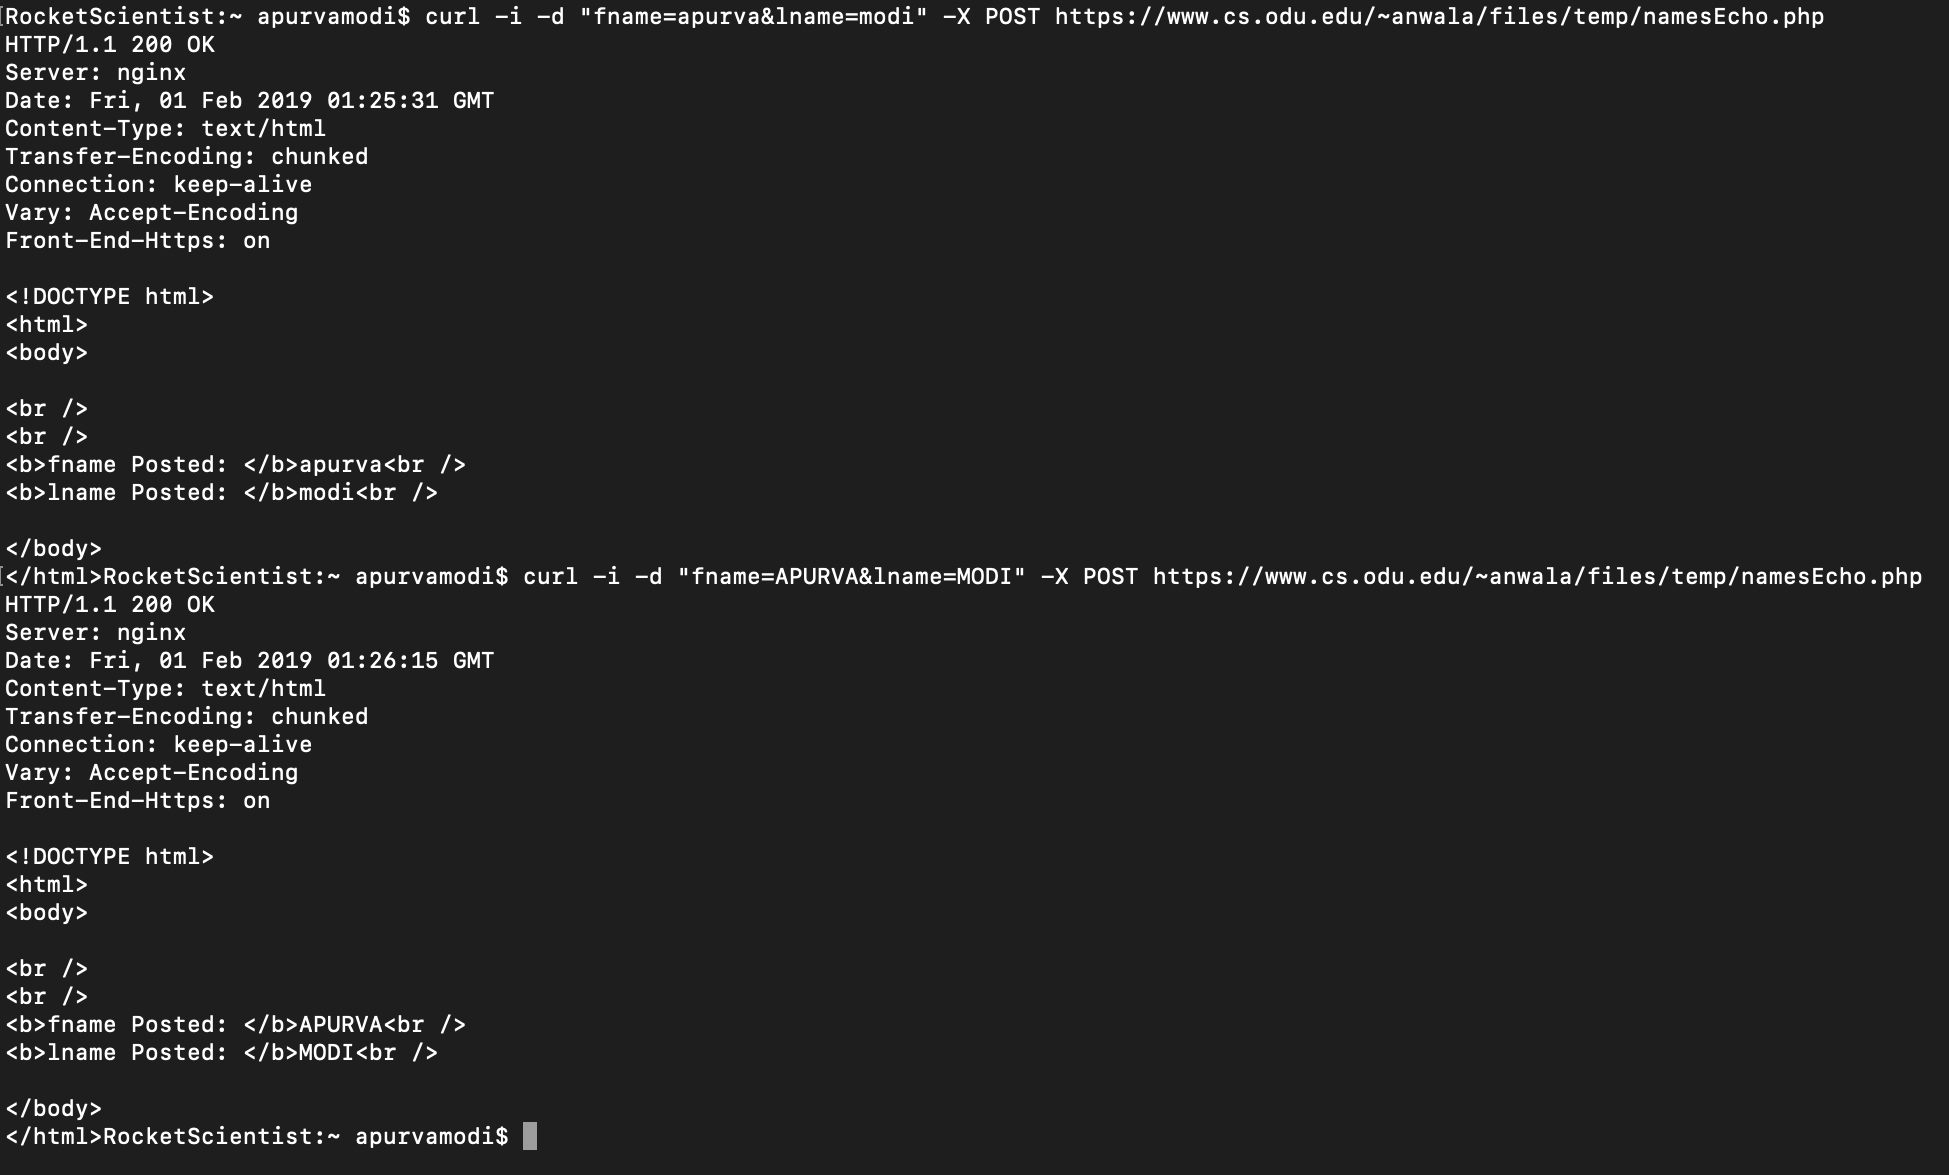 [RocketScientist:~ apurvamodi$ curl -i -d "fname=apurva&lname=modi" -X POST https://www.cs.odu.edu/~anwala/files/temp/namesEcho.php
HTTP/1.1 200 OK
Server: nginx
Date: Fri, 01 Feb 2019 01:25:31 GMT
Content-Type: text/html
Transfer-Encoding: chunked
Connection: keep-alive
Vary: Accept-Encoding
Front-End-Https: on
<!DOCTYPE html>
<html>
<body>
<br />
<br />
<b>fname Posted: </b>apurva<br />
<b>lname Posted: </b>modi<br />
</body>
[</html>RocketScientist:~ apurvamodi$ curl -i -d "fname=APURVA&lname=MODI" -X POST https://www.cs.odu.edu/~anwala/files/temp/namesEcho.php
HTTP/1.1 200 OK
Server: nginx
Date: Fri, 01 Feb 2019 01:26:15 GMT
Content-Type: text/html
Transfer-Encoding: chunked
Connection: keep-alive
Vary: Accept-Encoding
Front-End-Https: on
<!DOCTYPE html>
<html>
<body>
<br />
<br />
<b>fname Posted: </b>APURVA<br />
<b>lname Posted: </b>MODI<br />
</body>
</html>RocketScientist:~ apurvamodi$